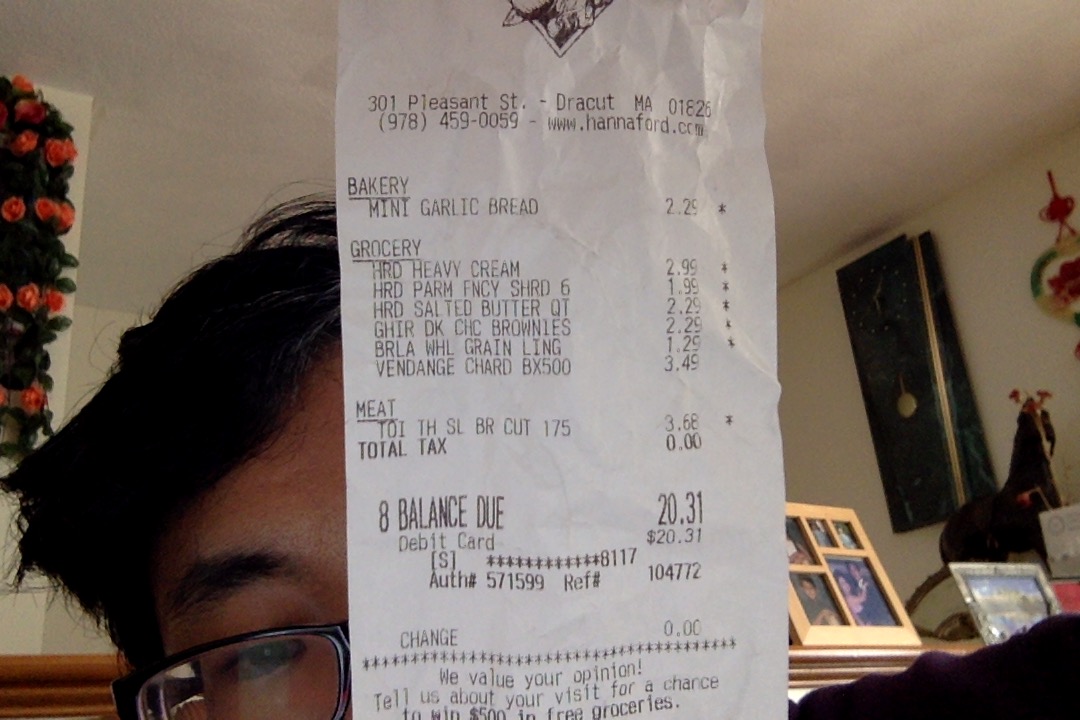 301 Pleasant St. - Dracut MA 01826
(978) 459-0059 - www.hannaford.com
BAKERY
MINI GARLIC BREAD 2.29 *
GROCERY
HRD HEAVY CREAM 2.99 *
HRD PARM FNCY SHRD 6 1.99 *
HRD SALTED BUTTER QT 2.29 *
GHIR DK CHC BROWNIES 2.29 *
BRLA WHL GRAIN LING 1.29 *
VENDANGE CHARD BX500 3.49
MEAT
TOI TH SL BR CUT 175 3.68 *
TOTAL TAX 0.00
8 BALANCE DUE 20.31
Debit Card $20.31
[S] ************8117
Auth# 571599 Ref# 104772
CHANGE 0.00
******************************************
We value your opinion!
Tell us about your visit for a chance
to win $500 in free groceries.